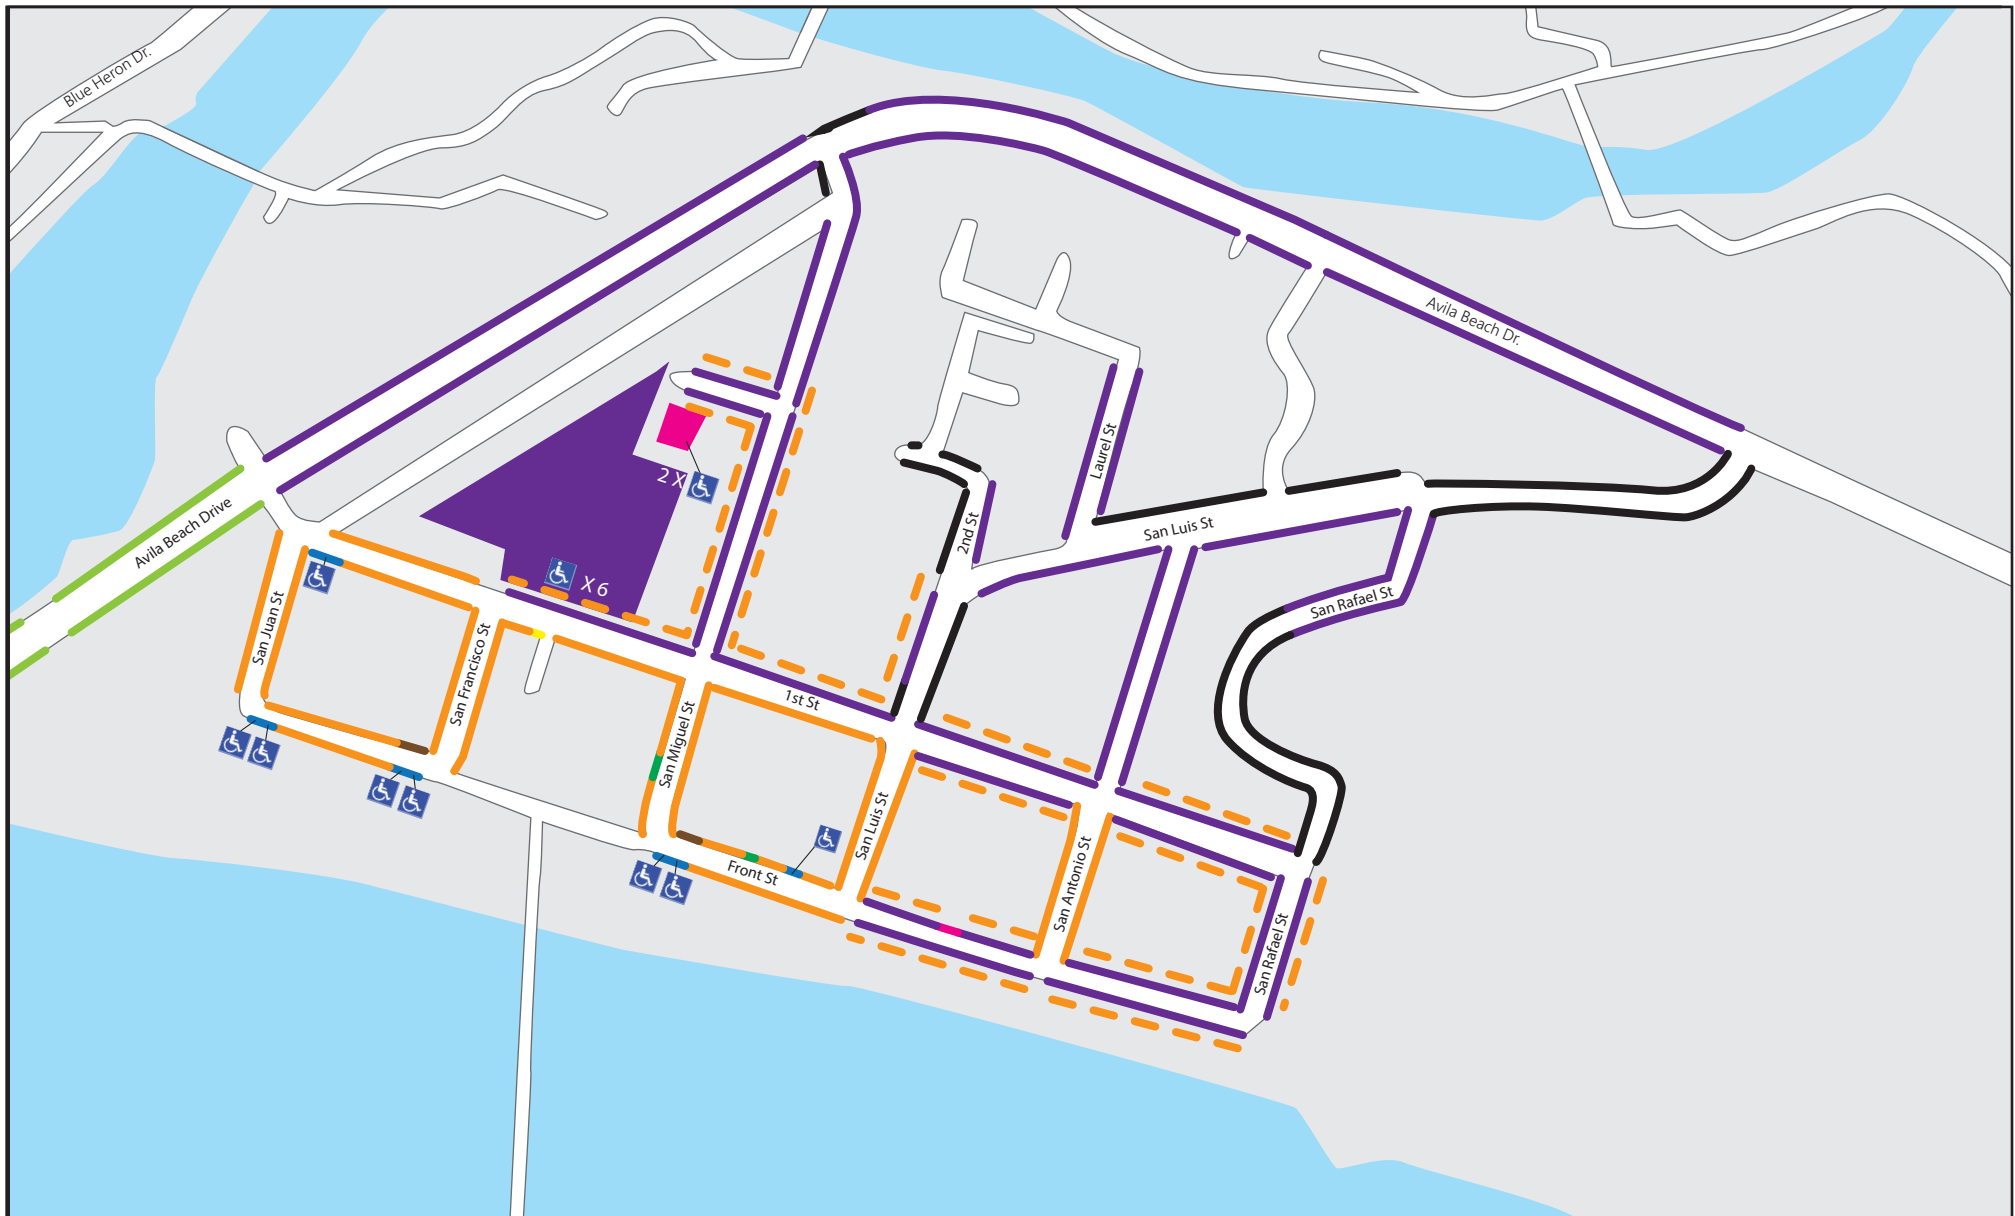 Blue Heron Dr.
Avila Beach Dr.
Laurel St
2 X
2nd St
San Luis St
Avila Beach Drive
X 6
San Juan St
San Rafael St
San Francisco St
1st St
San Miguel St
San Luis St
Front St
San Antonio St
San Rafael St